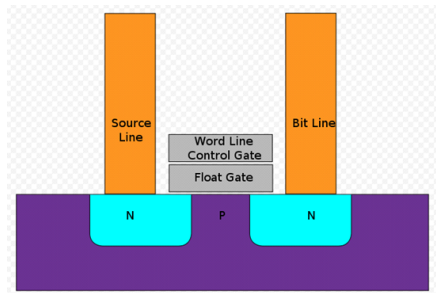 Source
Line
Bit Line
Word Line
Control Gate
Float Gate
N
P
N